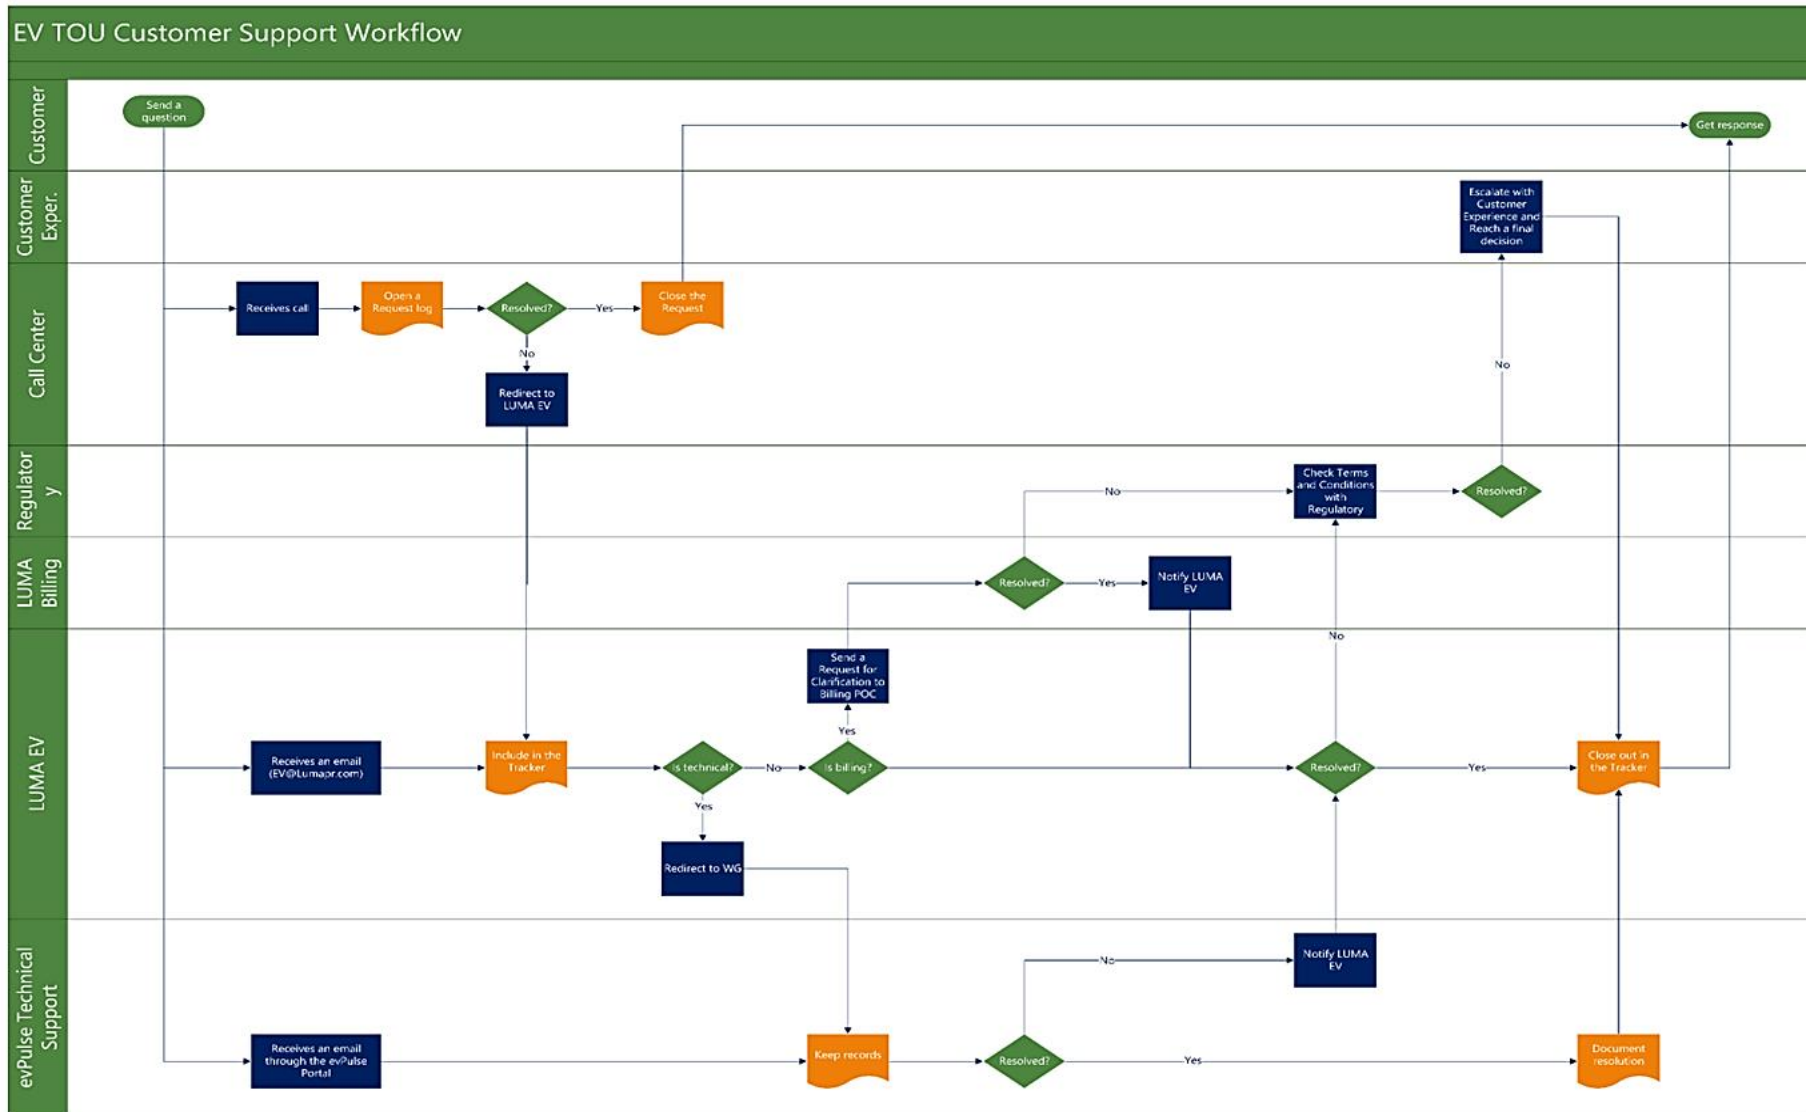 EV TOU Customer Support Workflow
Customer
Send a
question
Get response
Customer
Exper.
Escalate with
Customer
Experience and
Reach a final
decision
Call Center
Receives call
Open a
Request log
Resolved?
Yes
Close the
Request
No
Redirect to
LUMA EV
No
Regulator
y
No
Check Terms
and Conditions
with
Regulatory
Resolved?
LUMA
Billing
Resolved?
Yes
Notify LUMA
EV
No
LUMA EV
Send a
Request for
Clarification to
Billing POC
Yes
Receives an email
(EV@Lumapr.com)
Include in the
Tracker
Is technical?
No
Is billing?
Resolved?
Yes
Close out in
the Tracker
Yes
Redirect to WG
evPulse Technical
Support
No
Notify LUMA
EV
Receives an email
through the evPulse
Portal
Keep records
Resolved?
Yes
Document
resolution